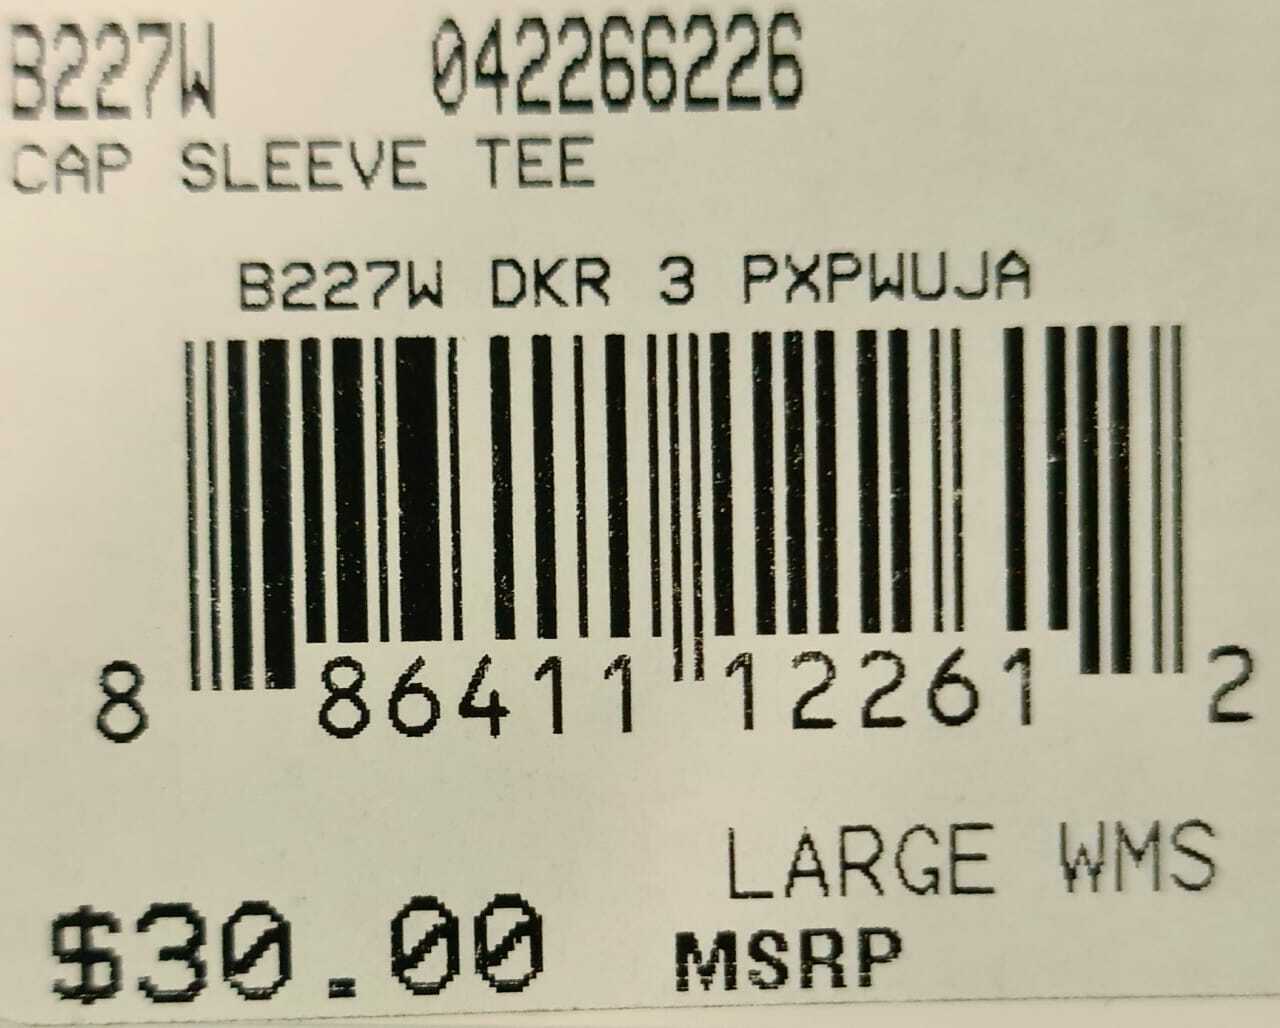 B227W 042266226
CAP SLEEVE TEE
B227W DKR 3 PXPWUJA
8 86411 12261 2
LARGE WMS
$30.00 MSRP